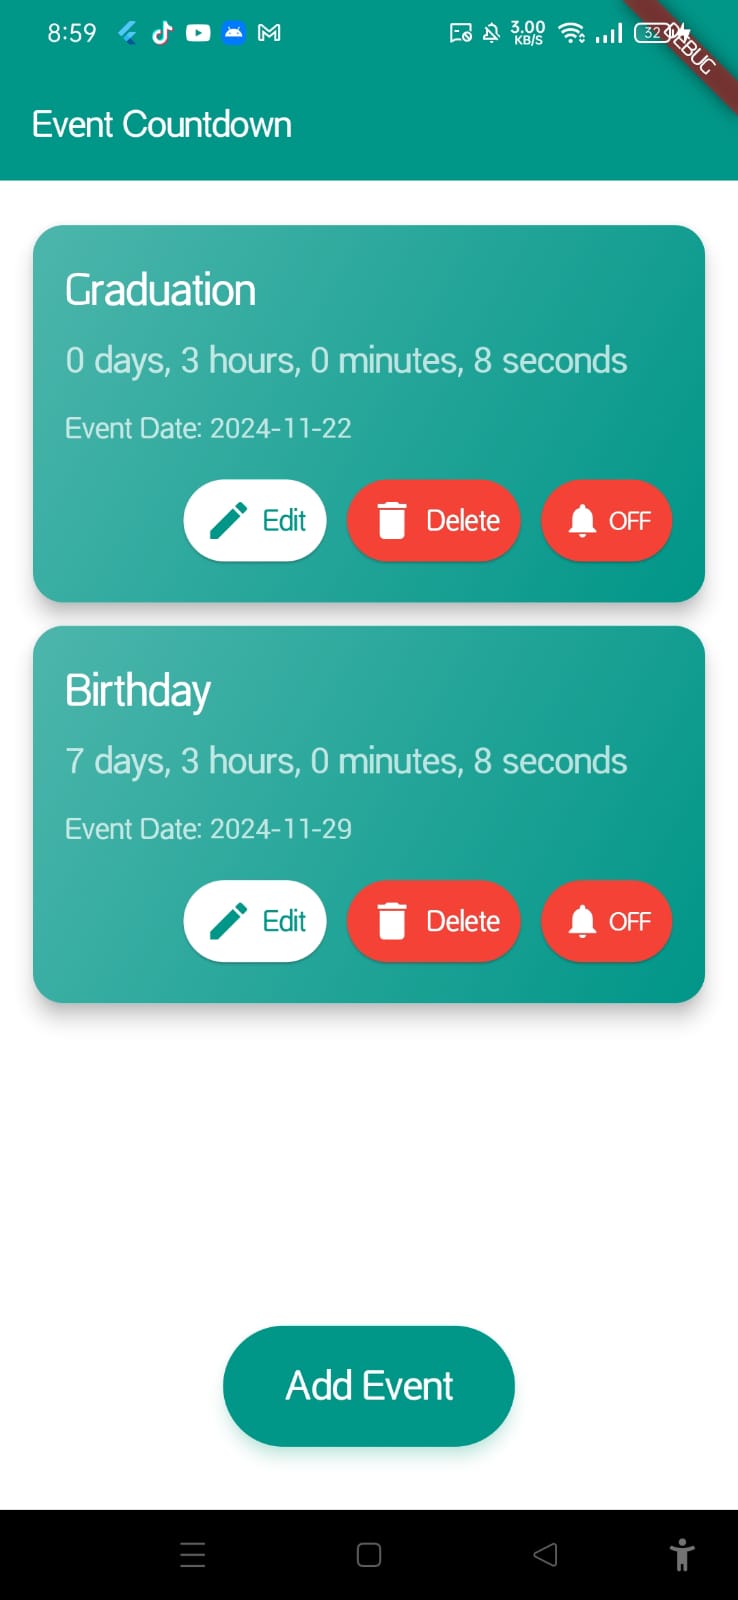 8:59
3.00
KB/S
32
DEBUG
Event Countdown
Graduation
0 days, 3 hours, 0 minutes, 8 seconds
Event Date: 2024-11-22
Edit
Delete
OFF
Birthday
7 days, 3 hours, 0 minutes, 8 seconds
Event Date: 2024-11-29
Edit
Delete
OFF
Add Event